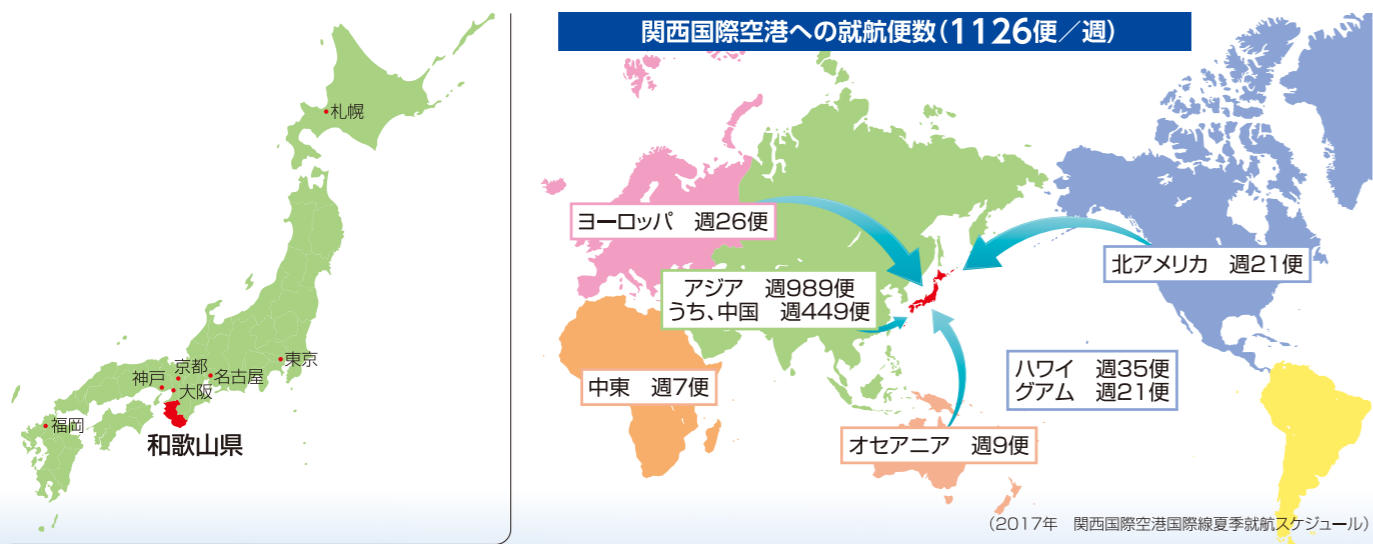 札幌
東京
京都
名古屋
神戸
大阪
福岡
和歌山県
関西国際空港への就航便数(1126便／週)
ヨーロッパ　週26便
北アメリカ　週21便
アジア　週989便
うち、中国　週449便
中東　週7便
ハワイ　週35便
グアム　週21便
オセアニア　週9便
（2017年　関西国際空港国際線夏季就航スケジュール）